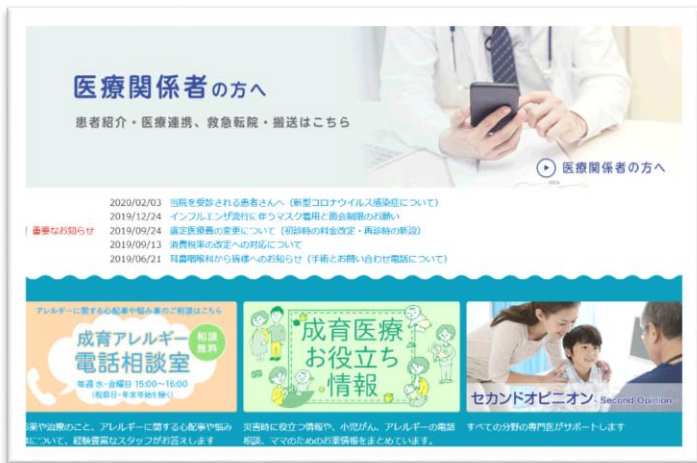 医療関係者の方へ
患者紹介・医療連携、救急転院・搬送はこちら
医療関係者の方へ
2020/02/03 当院を受診される患者さんへ（新型コロナウイルス感染症について）
2019/12/24 インフルエンザ流行に伴うマスク着用と面会制限のお願い
! 重要なお知らせ 2019/09/24 選定医療費の変更について（初診時の料金改定・再診時の新設）
2019/09/13 消費税率の改定への対応について
2019/06/21 耳鼻咽喉科から皆様へのお知らせ（手術とお問い合わせ電話について）
アレルギーに関する心配事や悩み事のご相談はこちら
成育アレルギー
電話相談室
相談
無料
毎週 水-金曜日 15:00〜16:00
(祝祭日・年末年始を除く)
成育医療
お役立ち
情報
セカンドオピニオン - Second Opinion -
薬や治療のこと、アレルギーに関する心配事や悩み
について、経験豊富なスタッフがお答えします
災害時に役立つ情報や、小児がん、アレルギーの電話
相談、ママのためのお薬情報をまとめています。
すべての分野の専門医がサポートします